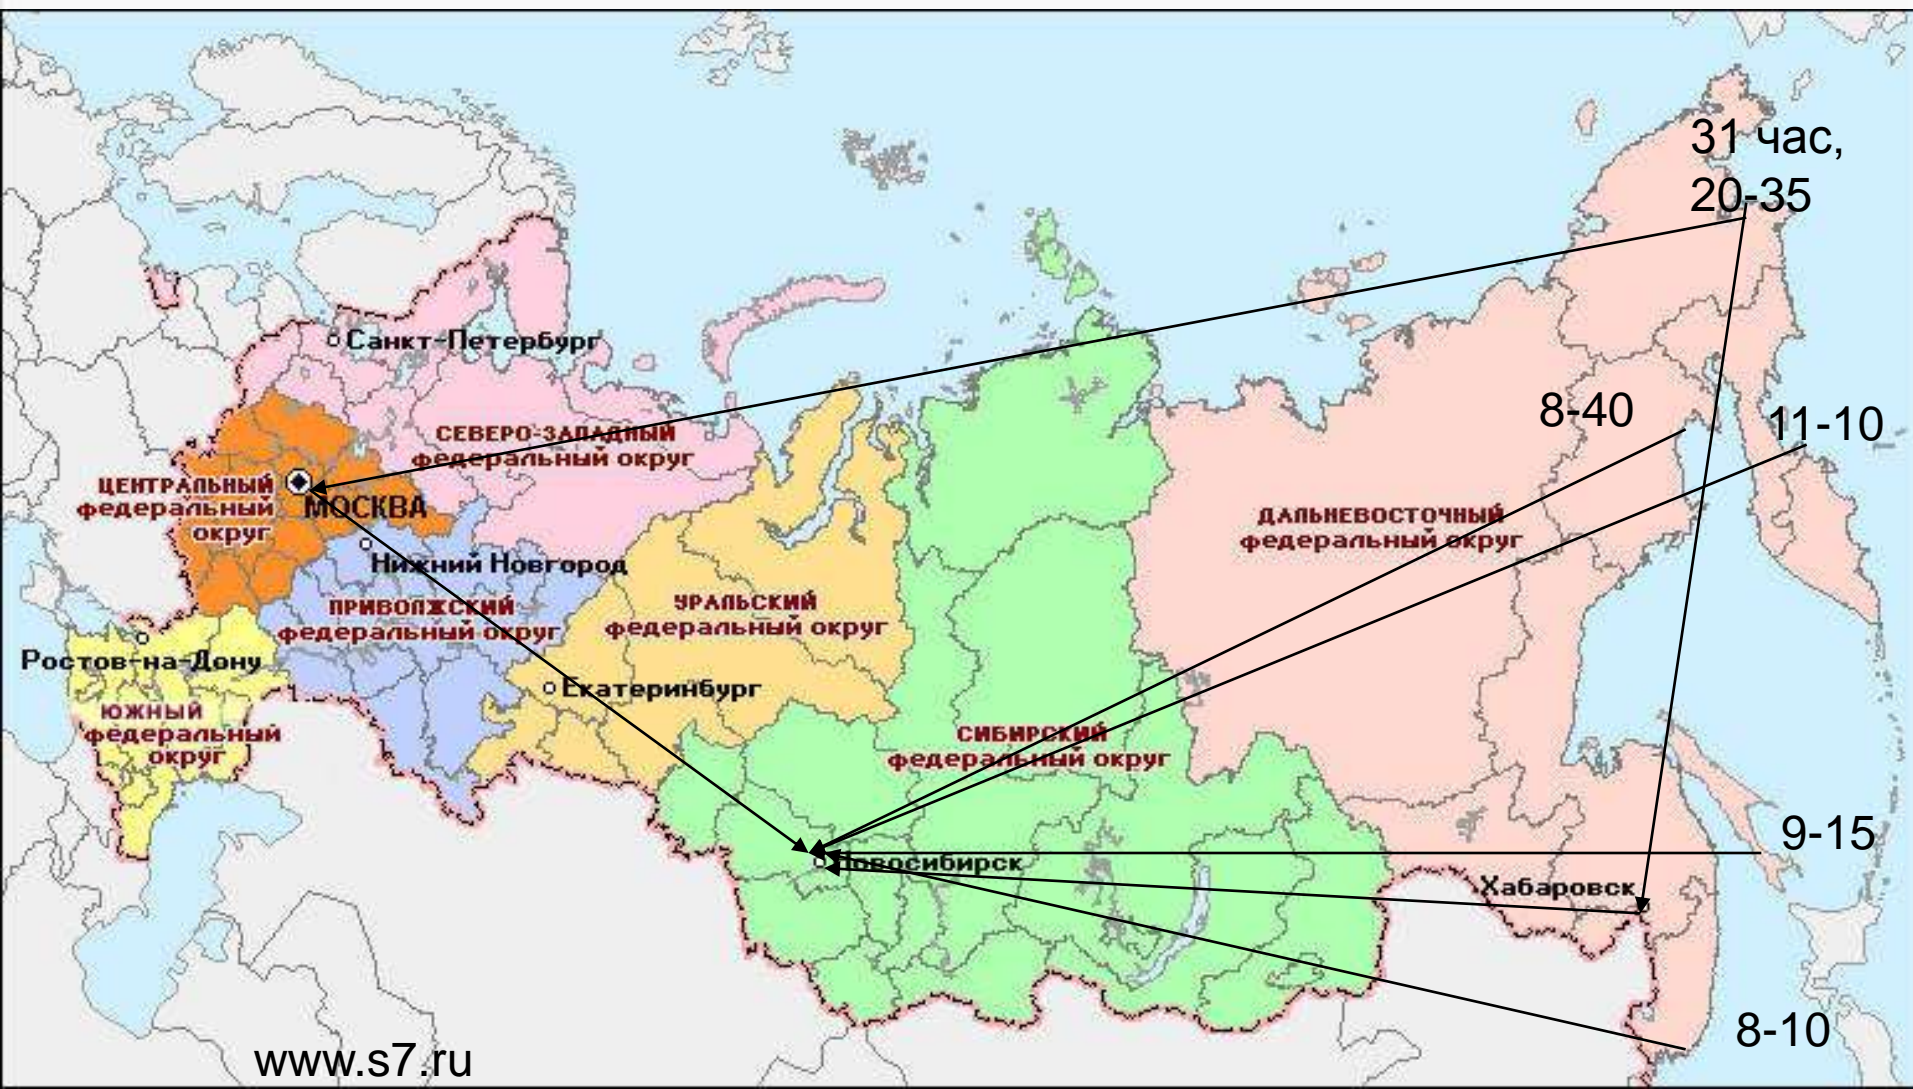 31 час,
20-35
Санкт-Петербург
8-40
11-10
СЕВЕРО-ЗАПАДНЫЙ
федеральный округ
ЦЕНТРАЛЬНЫЙ
федеральный
округ
МОСКВА
ДАЛЬНЕВОСТОЧНЫЙ
федеральный округ
Нижний Новгород
ПРИВОЛЖСКИЙ
федеральный округ
УРАЛЬСКИЙ
федеральный округ
Ростов-на-Дону
Екатеринбург
ЮЖНЫЙ
федеральный
округ
СИБИРСКИЙ
федеральный округ
9-15
Новосибирск
Хабаровск
8-10
www.s7.ru